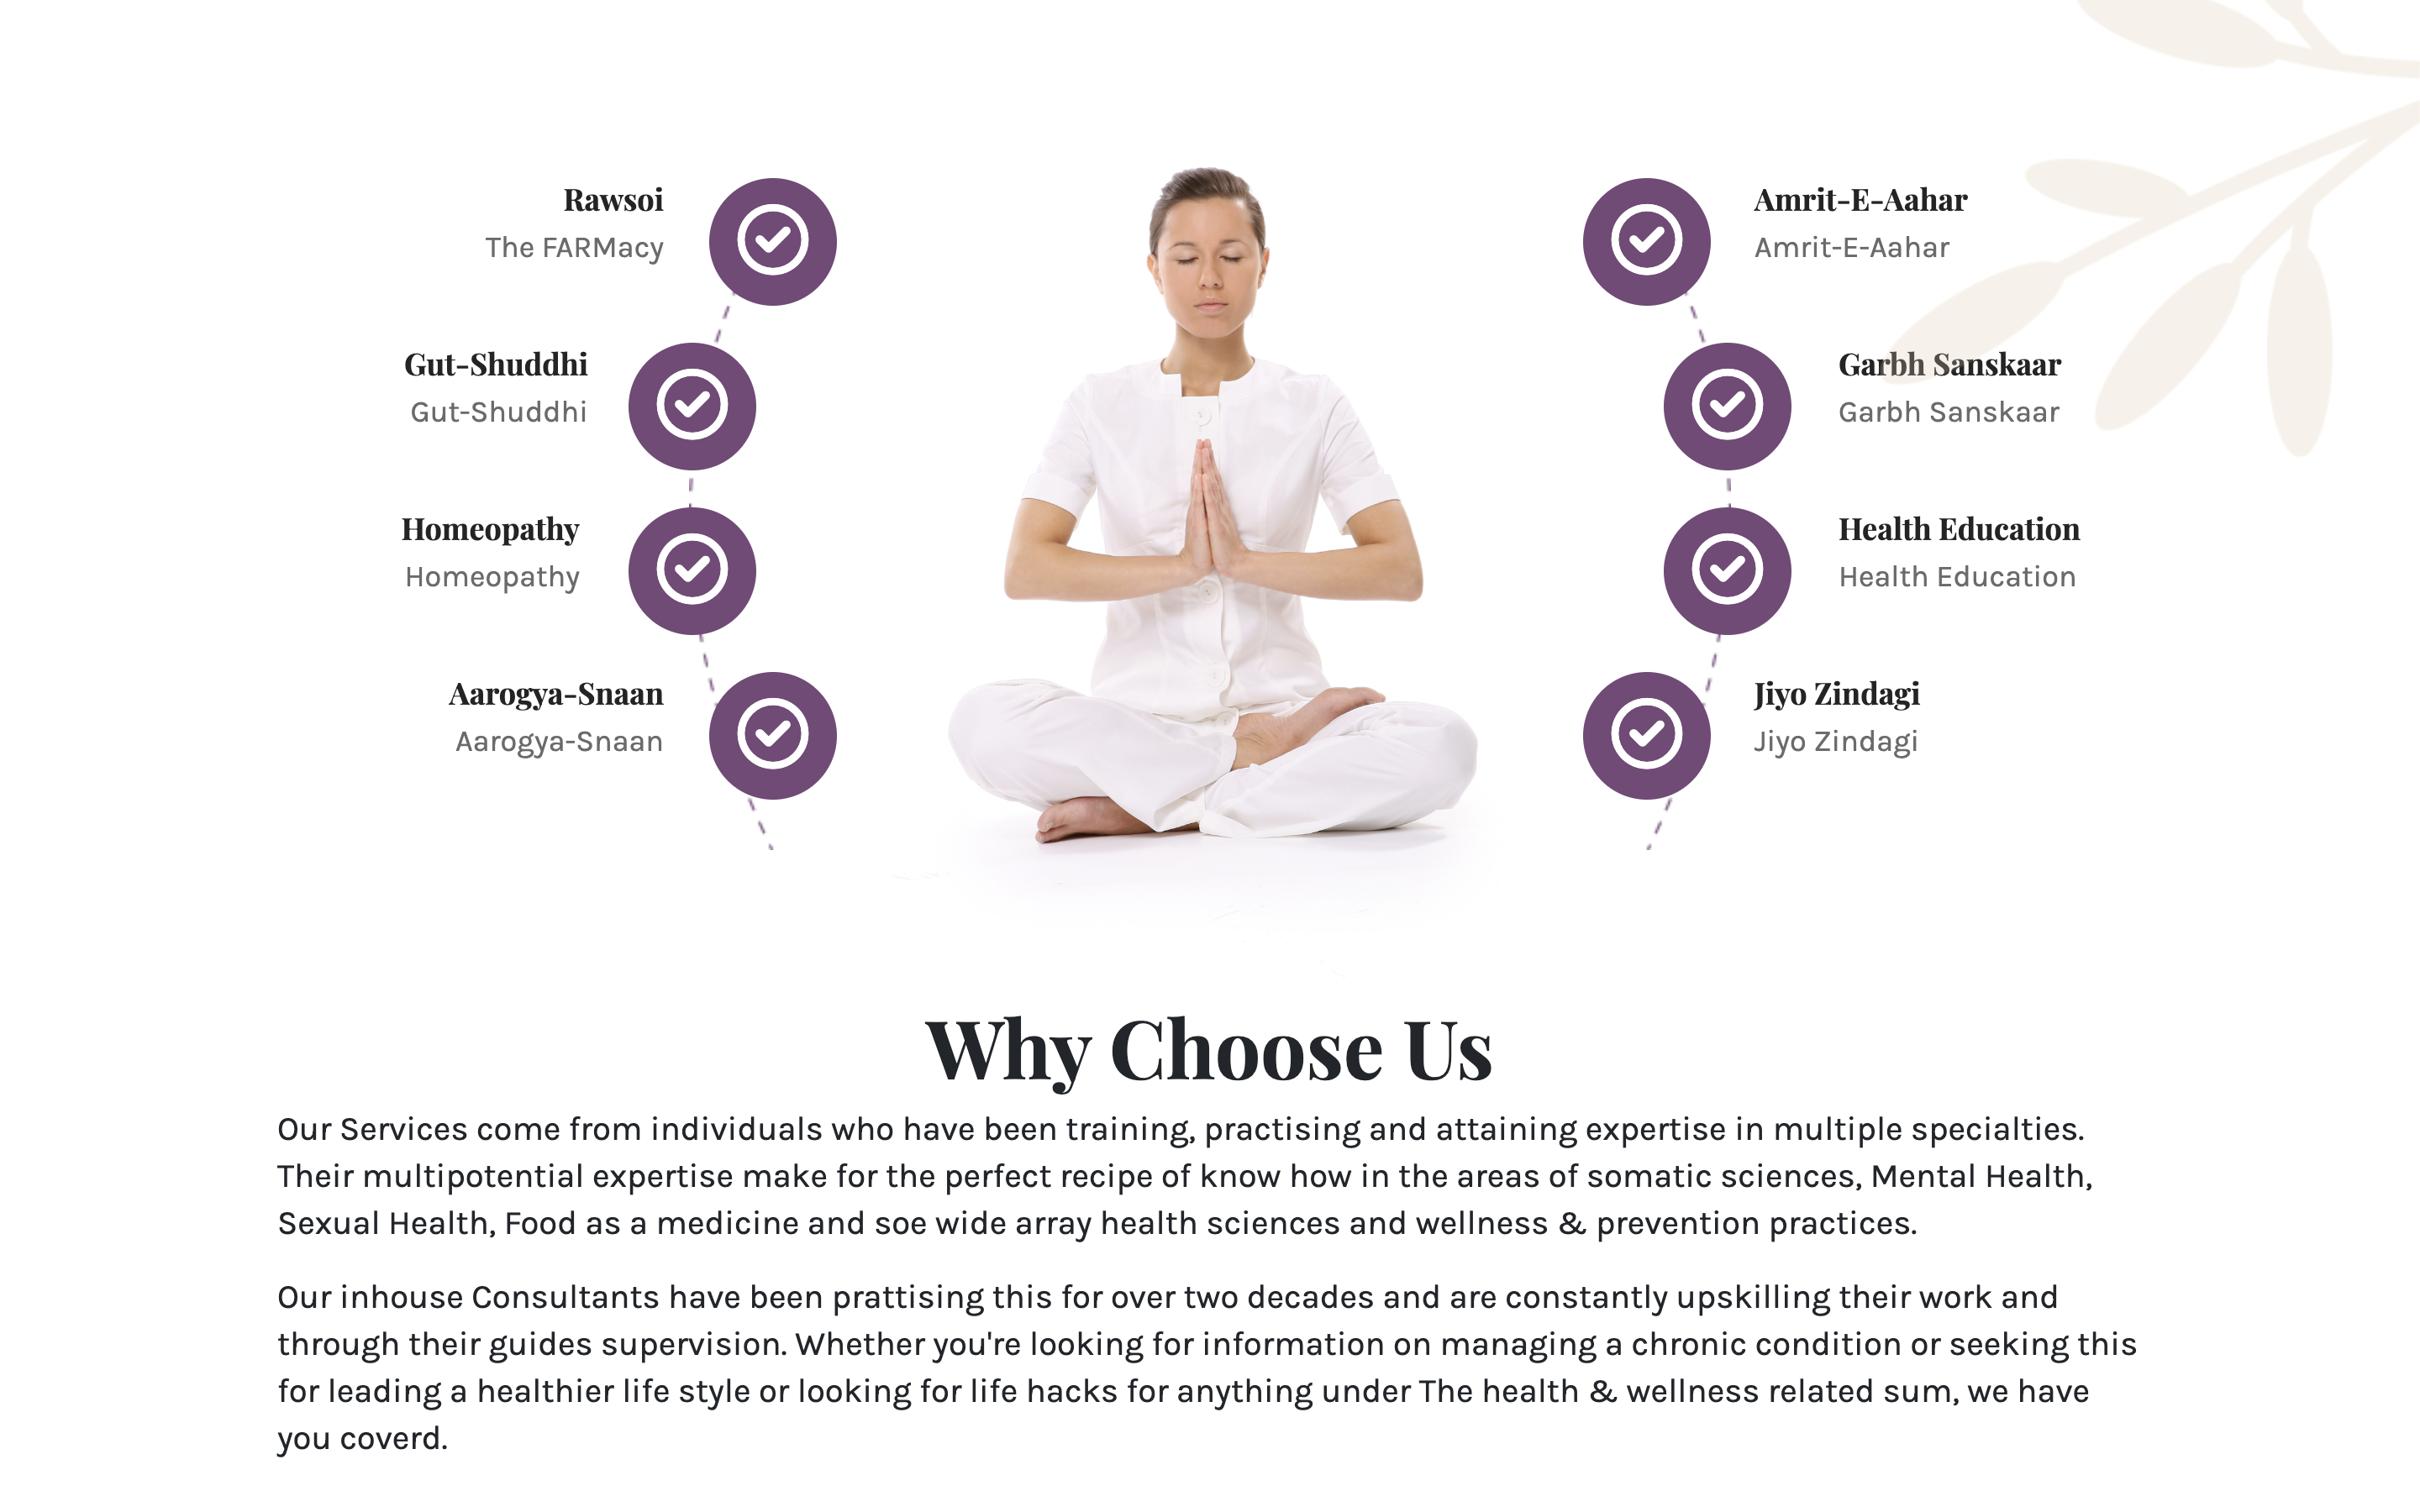 Rawsoi
The FARMacy
Gut-Shuddhi
Gut-Shuddhi
Homeopathy
Homeopathy
Aarogya-Snaan
Aarogya-Snaan
Amrit-E-Aahar
Amrit-E-Aahar
Garbh Sanskaar
Garbh Sanskaar
Health Education
Health Education
Jiyo Zindagi
Jiyo Zindagi
Why Choose Us
Our Services come from individuals who have been training, practising and attaining expertise in multiple specialties.
Their multipotential expertise make for the perfect recipe of know how in the areas of somatic sciences, Mental Health,
Sexual Health, Food as a medicine and soe wide array health sciences and wellness & prevention practices.
Our inhouse Consultants have been prattising this for over two decades and are constantly upskilling their work and
through their guides supervision. Whether you're looking for information on managing a chronic condition or seeking this
for leading a healthier life style or looking for life hacks for anything under The health & wellness related sum, we have
you coverd.